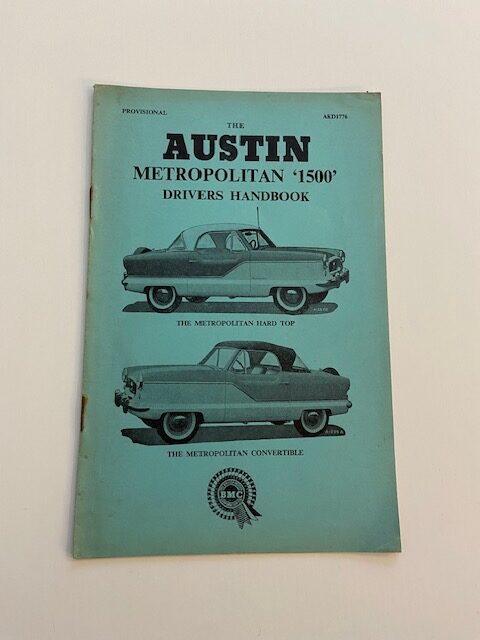 PROVISIONAL
AKD1776
THE
AUSTIN
METROPOLITAN ‘1500’
DRIVERS HANDBOOK
THE METROPOLITAN HARD TOP
THE METROPOLITAN CONVERTIBLE
BMC